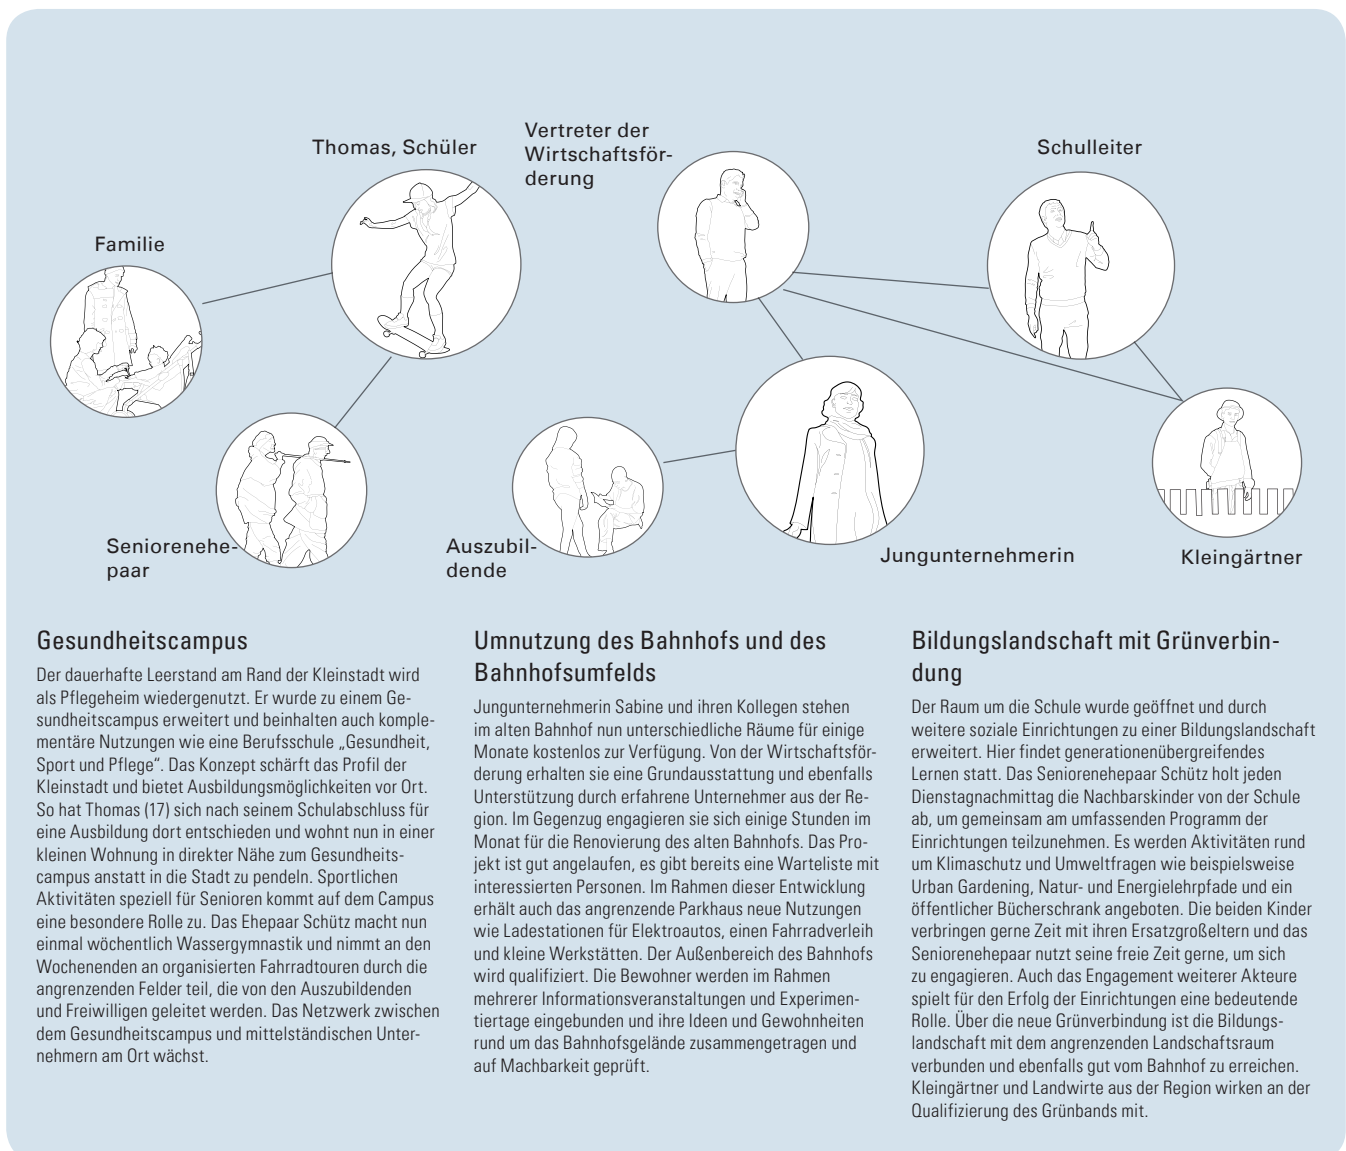 Thomas, Schüler
Vertreter der
Wirtschaftsför-
derung
Schulleiter
Familie
Seniorenehe-
paar
Auszubil-
dende
Jungunternehmerin
Kleingärtner
Gesundheitscampus
Der dauerhafte Leerstand am Rand der Kleinstadt wird
als Pflegeheim wiedergenutzt. Er wurde zu einem Ge-
sundheitscampus erweitert und beinhalten auch komple-
mentäre Nutzungen wie eine Berufsschule „Gesundheit,
Sport und Pflege“. Das Konzept schärft das Profil der
Kleinstadt und bietet Ausbildungsmöglichkeiten vor Ort.
So hat Thomas (17) sich nach seinem Schulabschluss für
eine Ausbildung dort entschieden und wohnt nun in einer
kleinen Wohnung in direkter Nähe zum Gesundheits-
campus anstatt in die Stadt zu pendeln. Sportlichen
Aktivitäten speziell für Senioren kommt auf dem Campus
eine besondere Rolle zu. Das Ehepaar Schütz macht nun
einmal wöchentlich Wassergymnastik und nimmt an den
Wochenenden an organisierten Fahrradtouren durch die
angrenzenden Felder teil, die von den Auszubildenden
und Freiwilligen geleitet werden. Das Netzwerk zwischen
dem Gesundheitscampus und mittelständischen Unter-
nehmern am Ort wächst.
Umnutzung des Bahnhofs und des
Bahnhofsumfelds
Jungunternehmerin Sabine und ihren Kollegen stehen
im alten Bahnhof nun unterschiedliche Räume für einige
Monate kostenlos zur Verfügung. Von der Wirtschaftsför-
derung erhalten sie eine Grundausstattung und ebenfalls
Unterstützung durch erfahrene Unternehmer aus der Re-
gion. Im Gegenzug engagieren sie sich einige Stunden im
Monat für die Renovierung des alten Bahnhofs. Das Pro-
jekt ist gut angelaufen, es gibt bereits eine Warteliste mit
interessierten Personen. Im Rahmen dieser Entwicklung
erhält auch das angrenzende Parkhaus neue Nutzungen
wie Ladestationen für Elektroautos, einen Fahrradverleih
und kleine Werkstätten. Der Außenbereich des Bahnhofs
wird qualifiziert. Die Bewohner werden im Rahmen
mehrerer Informationsveranstaltungen und Experimen-
tiertage eingebunden und ihre Ideen und Gewohnheiten
rund um das Bahnhofsgelände zusammengetragen und
auf Machbarkeit geprüft.
Bildungslandschaft mit Grünverbin-
dung
Der Raum um die Schule wurde geöffnet und durch
weitere soziale Einrichtungen zu einer Bildungslandschaft
erweitert. Hier findet generationenübergreifendes
Lernen statt. Das Seniorenehepaar Schütz holt jeden
Dienstagnachmittag die Nachbarskinder von der Schule
ab, um gemeinsam am umfassenden Programm der
Einrichtungen teilzunehmen. Es werden Aktivitäten rund
um Klimaschutz und Umweltfragen wie beispielsweise
Urban Gardening, Natur- und Energielehrpfade und ein
öffentlicher Bücherschrank angeboten. Die beiden Kinder
verbringen gerne Zeit mit ihren Ersatzgroßeltern und das
Seniorenehepaar nutzt seine freie Zeit gerne, um sich
zu engagieren. Auch das Engagement weiterer Akteure
spielt für den Erfolg der Einrichtungen eine bedeutende
Rolle. Über die neue Grünverbindung ist die Bildungs-
landschaft mit dem angrenzenden Landschaftsraum
verbunden und ebenfalls gut vom Bahnhof zu erreichen.
Kleingärtner und Landwirte aus der Region wirken an der
Qualifizierung des Grünbands mit.